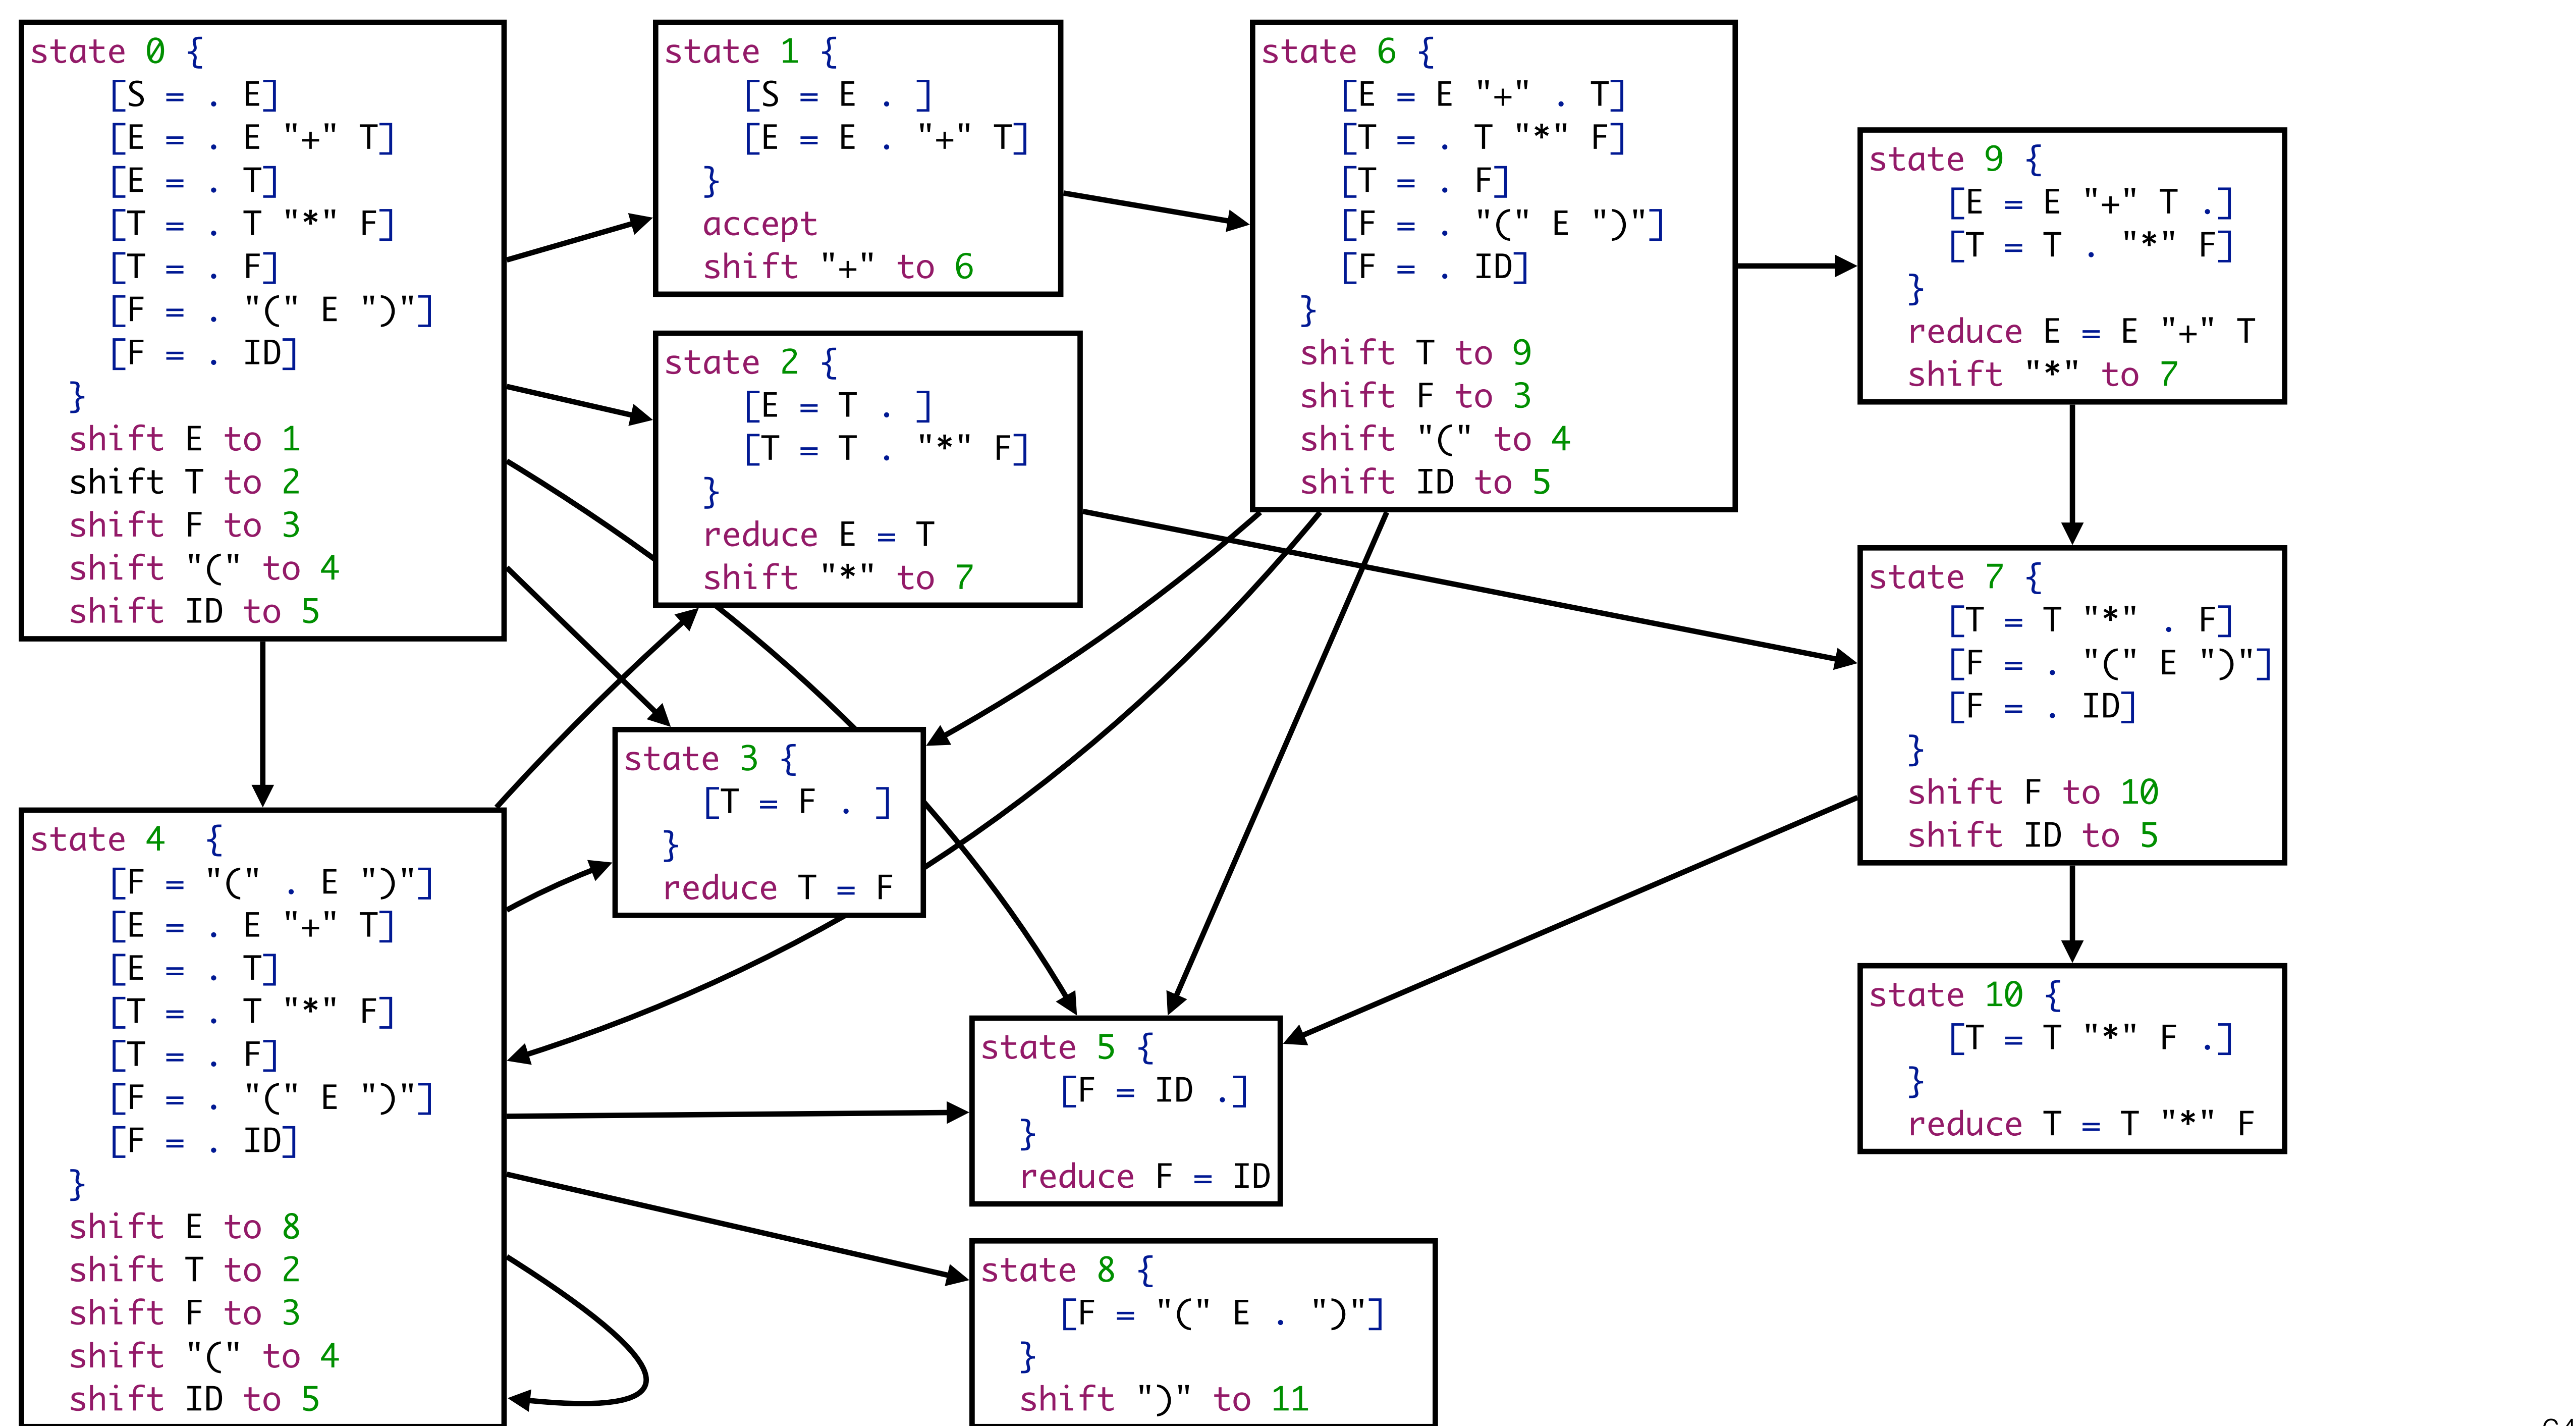 state 0 {
[S = . E]
[E = . E "+" T]
[E = . T]
[T = . T "*" F]
[T = . F]
[F = . "(" E ")"]
[F = . ID]
}
shift E to 1
shift T to 2
shift F to 3
shift "(" to 4
shift ID to 5
state 1 {
[S = E . ]
[E = E . "+" T]
}
accept
shift "+" to 6
state 2 {
[E = T . ]
[T = T . "*" F]
}
reduce E = T
shift "*" to 7
state 6 {
[E = E "+" . T]
[T = . T "*" F]
[T = . F]
[F = . "(" E ")"]
[F = . ID]
}
shift T to 9
shift F to 3
shift "(" to 4
shift ID to 5
state 9 {
[E = E "+" T .]
[T = T . "*" F]
}
reduce E = E "+" T
shift "*" to 7
state 7 {
[T = T "*" . F]
[F = . "(" E ")"]
[F = . ID]
}
shift F to 10
shift ID to 5
state 3 {
[T = F . ]
}
reduce T = F
state 4 {
[F = "(" . E ")"]
[E = . E "+" T]
[E = . T]
[T = . T "*" F]
[T = . F]
[F = . "(" E ")"]
[F = . ID]
}
shift E to 8
shift T to 2
shift F to 3
shift "(" to 4
shift ID to 5
state 5 {
[F = ID .]
}
reduce F = ID
state 10 {
[T = T "*" F .]
}
reduce T = T "*" F
state 8 {
[F = "(" E . ")"]
}
shift ")" to 11